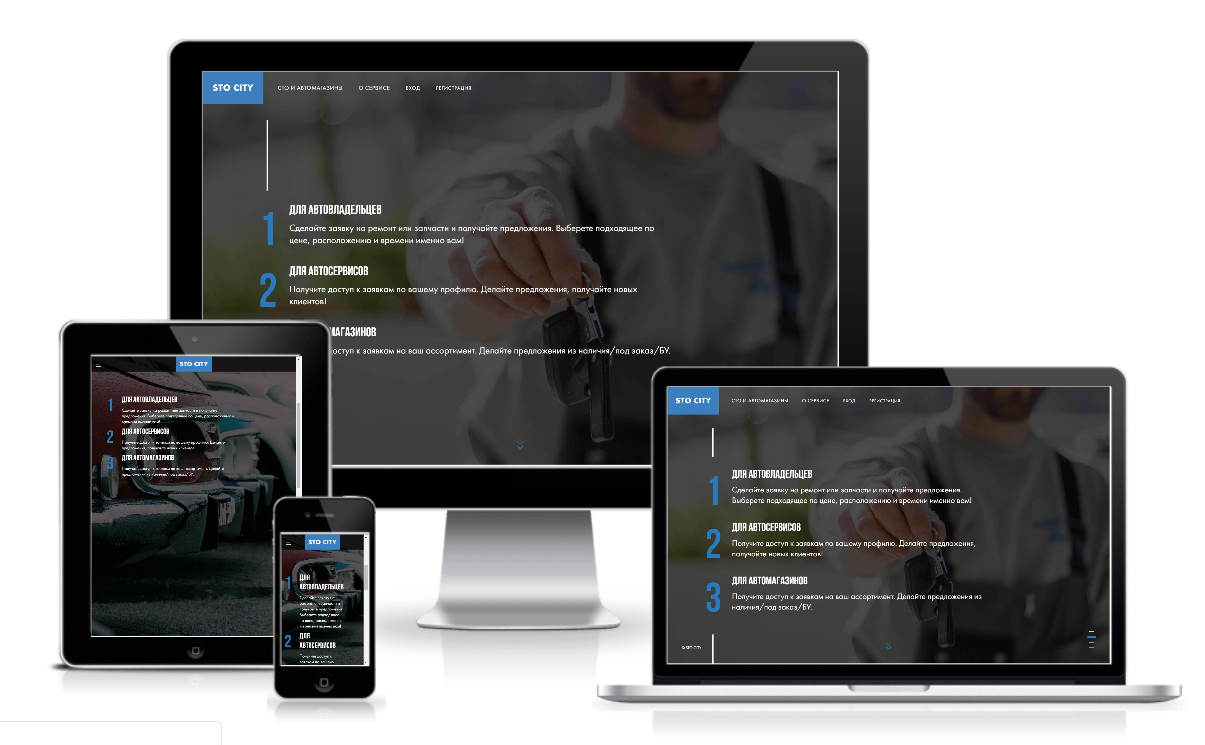 STO CITY
СТО И АВТОМАГАЗИНЫ
О СЕРВИСЕ
ВХОД
РЕГИСТРАЦИЯ
1
ДЛЯ АВТОВЛАДЕЛЬЦЕВ
Сделайте заявку на ремонт или запчасти и получайте предложения. Выберете подходящее по
цене, расположению и времени именно вам!
2
ДЛЯ АВТОСЕРВИСОВ
Получите доступ к заявкам по вашему профилю. Делайте предложения, получайте новых
клиентов!
МАГАЗИНОВ
доступ к заявкам на ваш ассортимент. Делайте предложения из наличия/под заказ/БУ.
STO CITY
1
ДЛЯ АВТОВЛАДЕЛЬЦЕВ
2
ДЛЯ АВТОСЕРВИСОВ
3
ДЛЯ АВТОМАГАЗИНОВ
STO CITY
1
ДЛЯ
АВТОВЛАДЕЛЬЦЕВ
2
ДЛЯ
АВТОСЕРВИСОВ
STO CITY
СТО И АВТОМАГАЗИНЫ
О СЕРВИСЕ
ВХОД
РЕГИСТРАЦИЯ
1
ДЛЯ АВТОВЛАДЕЛЬЦЕВ
Сделайте заявку на ремонт или запчасти и получайте предложения.
Выберете подходящее по цене, расположению и времени именно вам!
2
ДЛЯ АВТОСЕРВИСОВ
Получите доступ к заявкам по вашему профилю. Делайте предложения,
получайте новых клиентов!
3
ДЛЯ АВТОМАГАЗИНОВ
Получите доступ к заявкам на ваш ассортимент. Делайте предложения из
наличия/под заказ/БУ.
© STO CITY